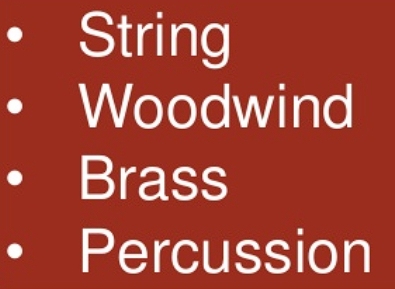 • String
• Woodwind
• Brass
• Percussion